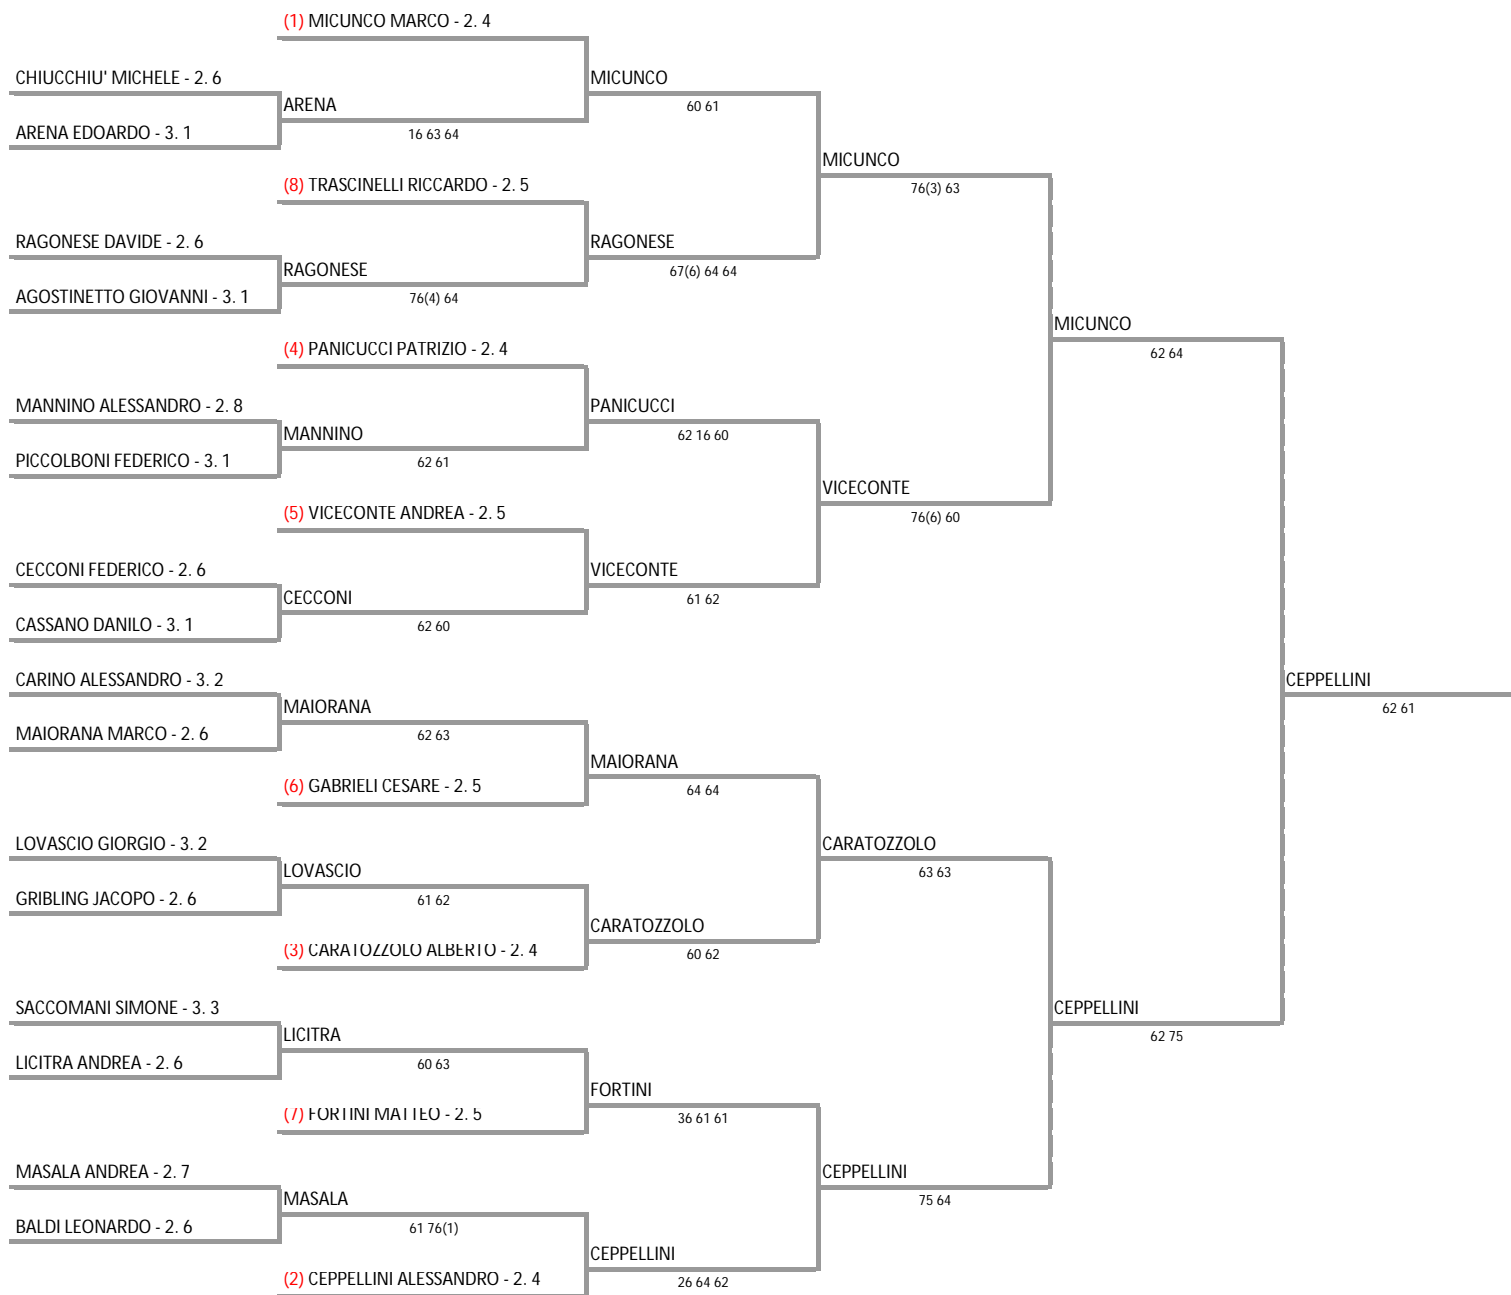 (1) MICUNCO MARCO - 2. 4
CHIUCCHIU' MICHELE - 2. 6
MICUNCO
ARENA
60 61
ARENA EDOARDO - 3. 1
16 63 64
MICUNCO
(8) TRASCINELLI RICCARDO - 2. 5
76(3) 63
RAGONESE DAVIDE - 2. 6
RAGONESE
RAGONESE
67(6) 64 64
AGOSTINETTO GIOVANNI - 3. 1
76(4) 64
MICUNCO
(4) PANICUCCI PATRIZIO - 2. 4
62 64
MANNINO ALESSANDRO - 2. 8
PANICUCCI
MANNINO
62 16 60
PICCOLBONI FEDERICO - 3. 1
62 61
VICECONTE
(5) VICECONTE ANDREA - 2. 5
76(6) 60
CECCONI FEDERICO - 2. 6
VICECONTE
CECCONI
61 62
CASSANO DANILO - 3. 1
62 60
CARINO ALESSANDRO - 3. 2
CEPPELLINI
MAIORANA
62 61
MAIORANA MARCO - 2. 6
62 63
MAIORANA
(6) GABRIELI CESARE - 2. 5
64 64
LOVASCIO GIORGIO - 3. 2
CARATOZZOLO
LOVASCIO
63 63
GRIBLING JACOPO - 2. 6
61 62
CARATOZZOLO
(3) CARATOZZOLO ALBERTO - 2. 4
60 62
SACCOMANI SIMONE - 3. 3
CEPPELLINI
LICITRA
62 75
LICITRA ANDREA - 2. 6
60 63
FORTINI
(7) FORTINI MATTEO - 2. 5
36 61 61
MASALA ANDREA - 2. 7
CEPPELLINI
MASALA
75 64
BALDI LEONARDO - 2. 6
61 76(1)
CEPPELLINI
(2) CEPPELLINI ALESSANDRO - 2. 4
26 64 62